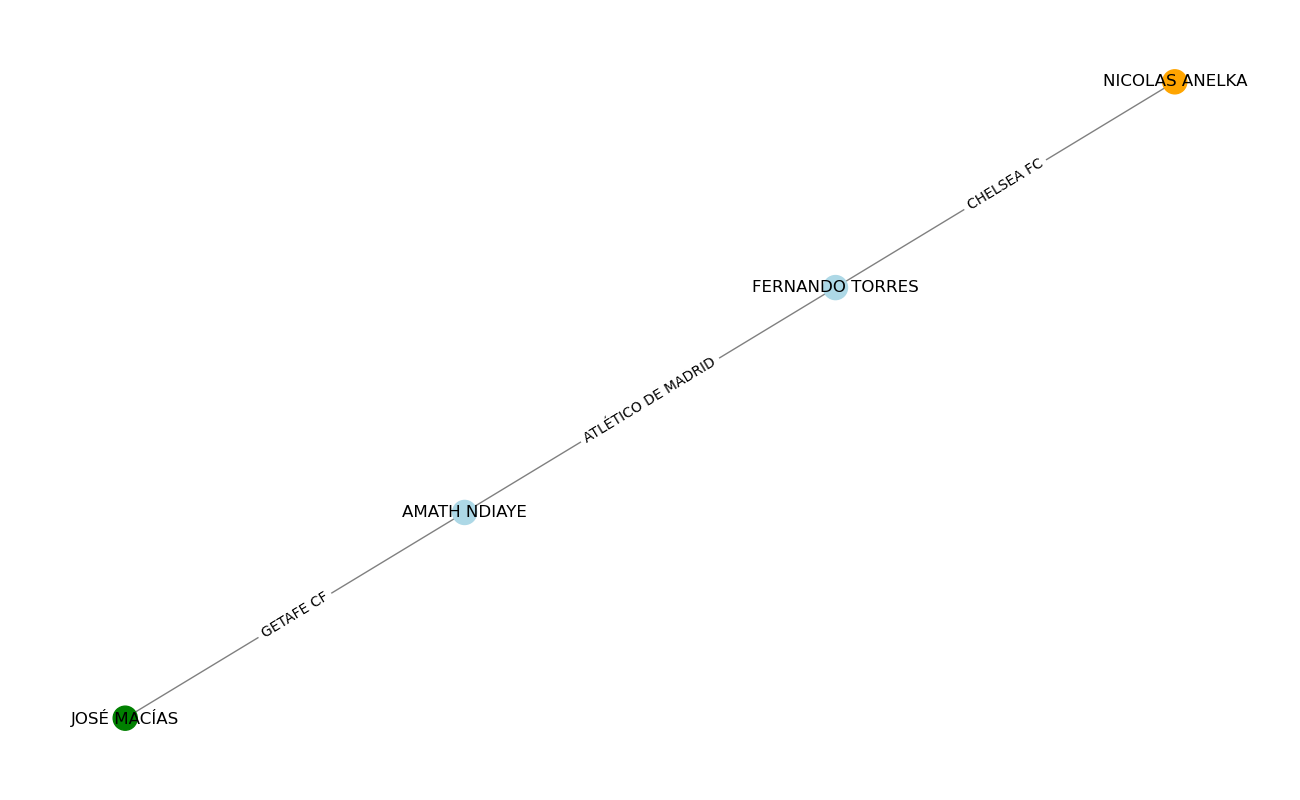 NICOLAS ANELKA
CHELSEA FC
FERNANDO TORRES
ATLÉTICO DE MADRID
AMATH NDIAYE
GETAFE CF
JOSÉ MACÍAS